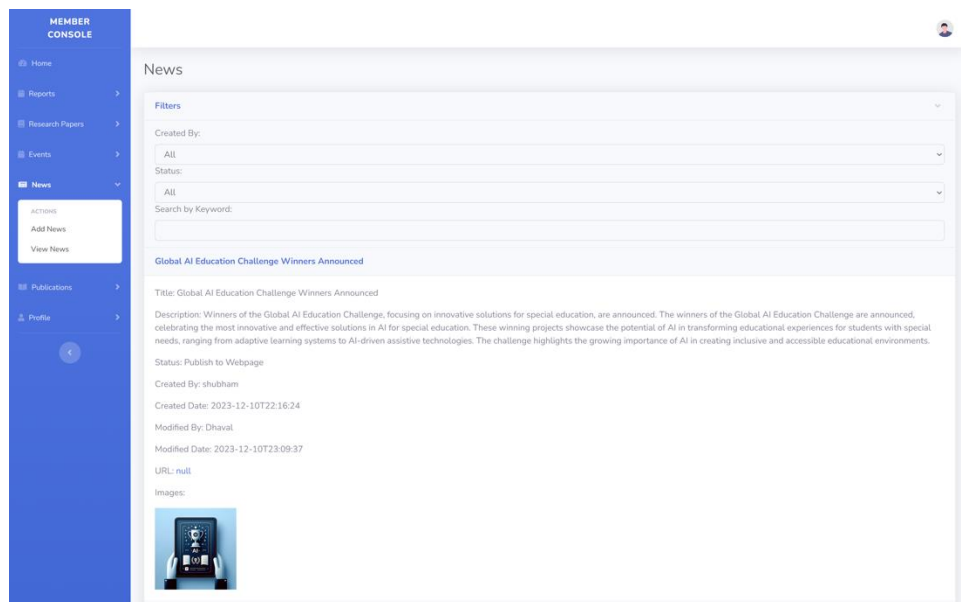 MEMBER
CONSOLE
Home
Reports
Research Papers
Events
News
ACTIONS
Add News
View News
Publications
Profile
News
Filters
Created By:
All
Status:
All
Search by Keyword:
Global AI Education Challenge Winners Announced
Title: Global AI Education Challenge Winners Announced
Description: Winners of the Global AI Education Challenge, focusing on innovative solutions for special education, are announced. The winners of the Global AI Education Challenge are announced,
celebrating the most innovative and effective solutions in AI for special education. These winning projects showcase the potential of AI in transforming educational experiences for students with special
needs, ranging from adaptive learning systems to AI-driven assistive technologies. The challenge highlights the growing importance of AI in creating inclusive and accessible educational environments.
Status: Publish to Webpage
Created By: shubham
Created Date: 2023-12-10T22:16:24
Modified By: Dhaval
Modified Date: 2023-12-10T23:09:37
URL: null
Images:
AI